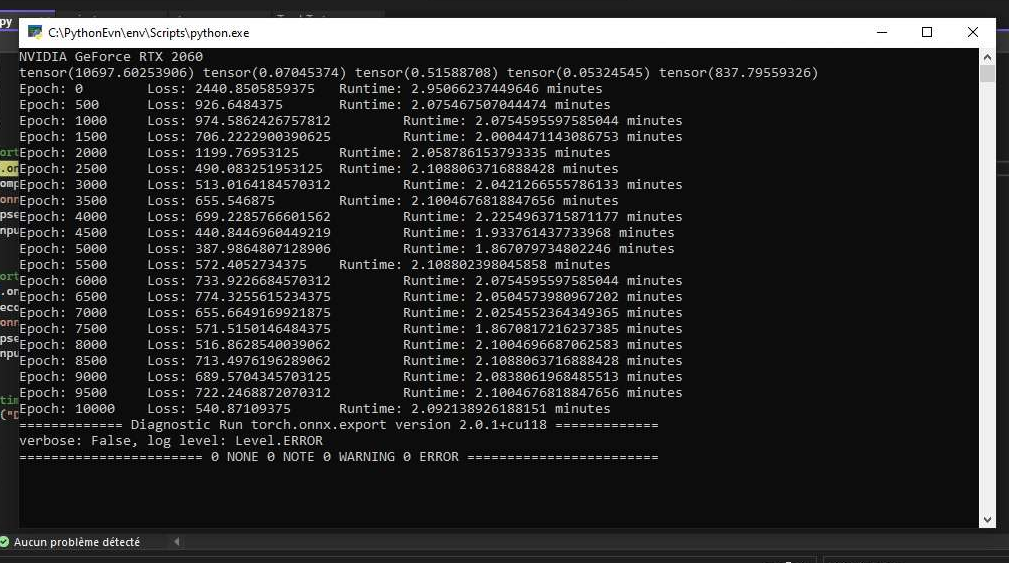 py
C:\PythonEvn\env\Scripts\python.exe
NVIDIA GeForce RTX 2060
tensor(10697.60253906) tensor(0.07045374) tensor(0.51588708) tensor(0.05324545) tensor(837.79559326)
Epoch: 0 Loss: 2440.8505859375 Runtime: 2.95066237449646 minutes
Epoch: 500 Loss: 926.6484375 Runtime: 2.075467507044474 minutes
Epoch: 1000 Loss: 974.5862426757812 Runtime: 2.0754595597585044 minutes
Epoch: 1500 Loss: 706.2222900390625 Runtime: 2.0004471143086753 minutes
Epoch: 2000 Loss: 1199.76953125 Runtime: 2.058786153793335 minutes
Epoch: 2500 Loss: 490.083251953125 Runtime: 2.1088063716888428 minutes
Epoch: 3000 Loss: 513.0164184570312 Runtime: 2.0421266555786133 minutes
Epoch: 3500 Loss: 655.546875 Runtime: 2.1004676818847656 minutes
Epoch: 4000 Loss: 699.2285766601562 Runtime: 2.2254963715871177 minutes
Epoch: 4500 Loss: 440.8446960449219 Runtime: 1.933761437733968 minutes
Epoch: 5000 Loss: 387.9864807128906 Runtime: 1.867079734802246 minutes
Epoch: 5500 Loss: 572.4052734375 Runtime: 2.108802398045858 minutes
Epoch: 6000 Loss: 733.9226684570312 Runtime: 2.0754595597585044 minutes
Epoch: 6500 Loss: 774.3255615234375 Runtime: 2.0504573980967202 minutes
Epoch: 7000 Loss: 655.6649169921875 Runtime: 2.0254552364349365 minutes
Epoch: 7500 Loss: 571.5150146484375 Runtime: 1.8670817216237385 minutes
Epoch: 8000 Loss: 516.8628540039062 Runtime: 2.1004696687062583 minutes
Epoch: 8500 Loss: 713.4976196289062 Runtime: 2.1088063716888428 minutes
Epoch: 9000 Loss: 689.5704345703125 Runtime: 2.0838061968485513 minutes
Epoch: 9500 Loss: 722.2468872070312 Runtime: 2.1004676818847656 minutes
Epoch: 10000 Loss: 540.87109375 Runtime: 2.092138926188151 minutes
============= Diagnostic Run torch.onnx.export version 2.0.1+cu118 =============
verbose: False, log level: Level.ERROR
======================= 0 NONE 0 NOTE 0 WARNING 0 ERROR ========================
Aucun problème détecté